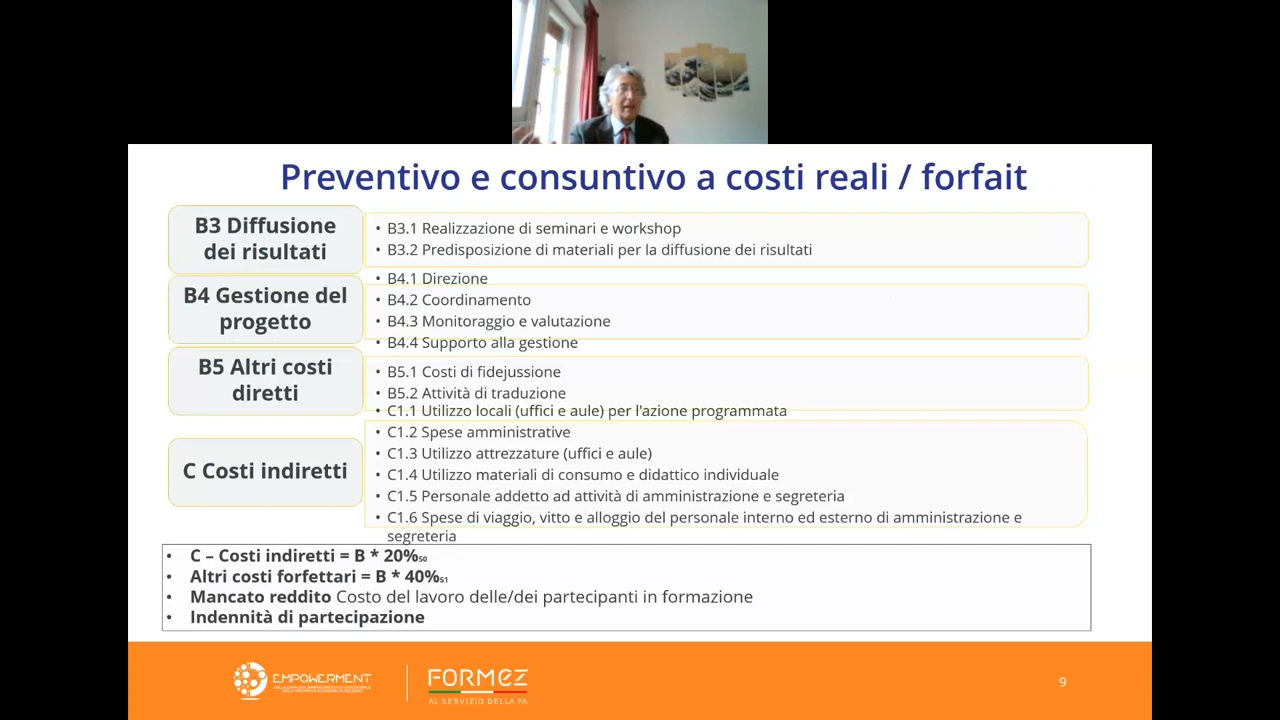 Preventivo e consuntivo a costi reali / forfait
B3 Diffusione
dei risultati
• B3.1 Realizzazione di seminari e workshop
• B3.2 Predisposizione di materiali per la diffusione dei risultati
B4 Gestione del
progetto
• B4.1 Direzione
• B4.2 Coordinamento
• B4.3 Monitoraggio e valutazione
• B4.4 Supporto alla gestione
B5 Altri costi
diretti
• B5.1 Costi di fidejussione
• B5.2 Attività di traduzione
C Costi indiretti
• C1.1 Utilizzo locali (uffici e aule) per l'azione programmata
• C1.2 Spese amministrative
• C1.3 Utilizzo attrezzature (uffici e aule)
• C1.4 Utilizzo materiali di consumo e didattico individuale
• C1.5 Personale addetto ad attività di amministrazione e segreteria
• C1.6 Spese di viaggio, vitto e alloggio del personale interno ed esterno di amministrazione e
segreteria
• C – Costi indiretti = B * 20%50
• Altri costi forfettari = B * 40%51
• Mancato reddito Costo del lavoro delle/dei partecipanti in formazione
• Indennità di partecipazione
EMPOWERMENT
FORMEZ
AL SERVIZIO DELLA PA
9